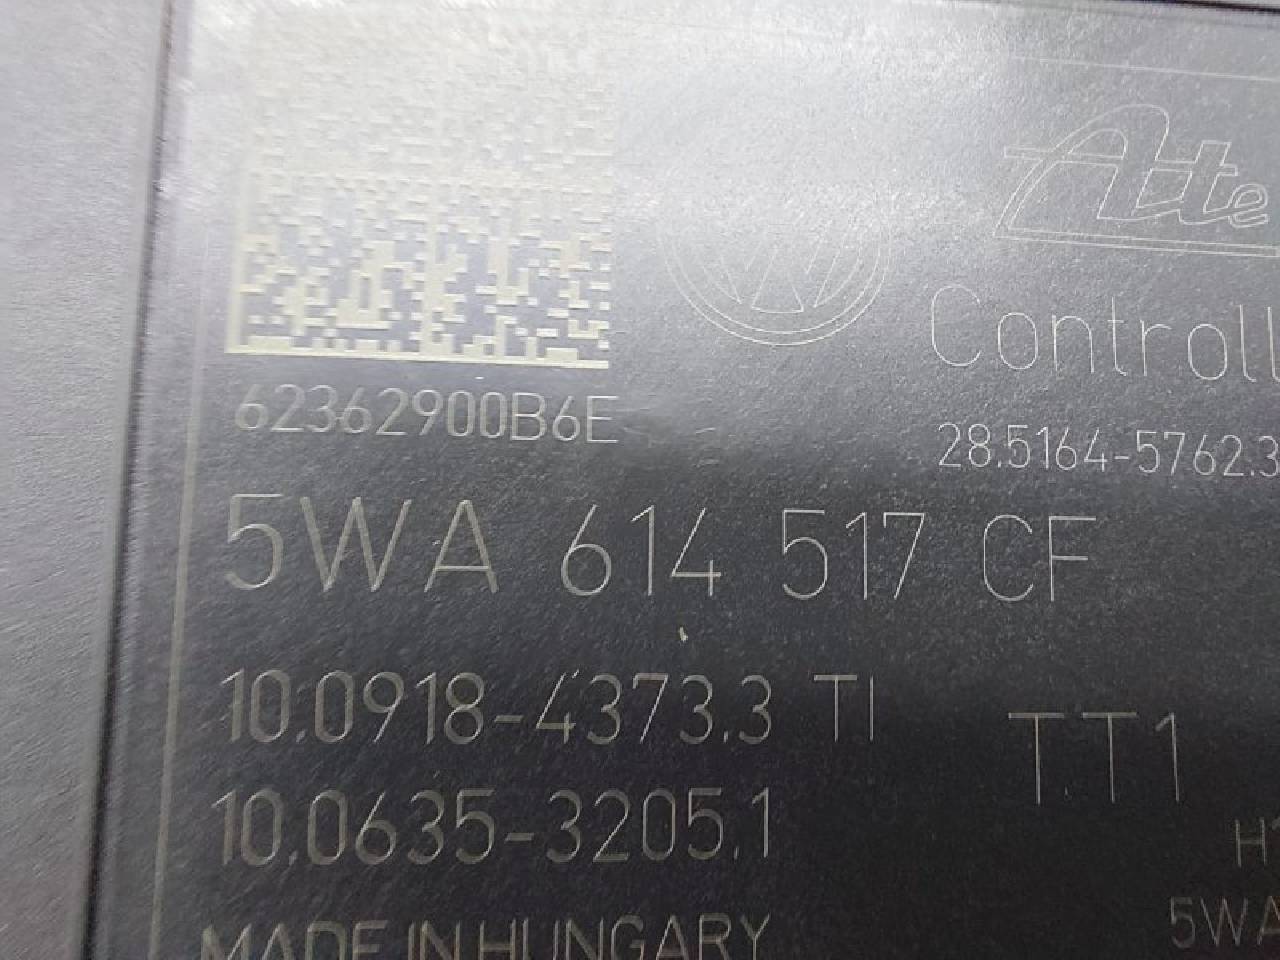 Ate
Controll
62362900B6E
28.5164-5762.3
5WA 614 517 CF
10.0918-4373.3 TI
TT1
10.0635-3205.1
5WA
MADE IN HUNGARY